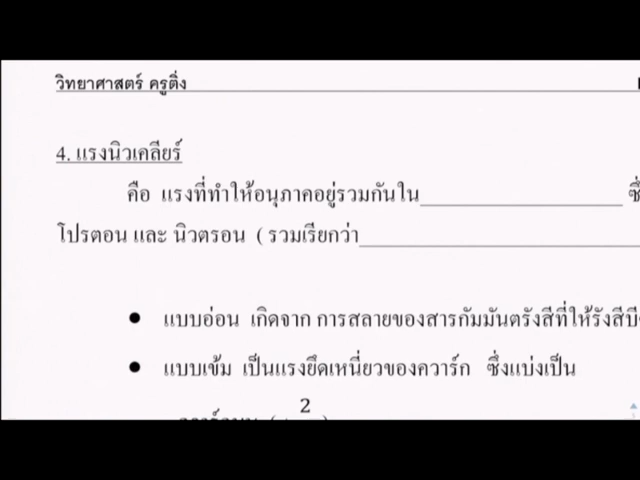 วิทยาศาสตร์ ครูติ่ง
4. แรงนิวเคลียร์
คือ แรงที่ทำให้อนุภาคอยู่รวมกันใน
โปรตอน และ นิวตรอน ( รวมเรียกว่า
• แบบอ่อน เกิดจาก การสลายของสารกัมมันตรังสีที่ให้รังสี
• แบบเข้ม เป็นแรงยึดเหนี่ยวของควาร์ก ซึ่งแบ่งเป็น
2